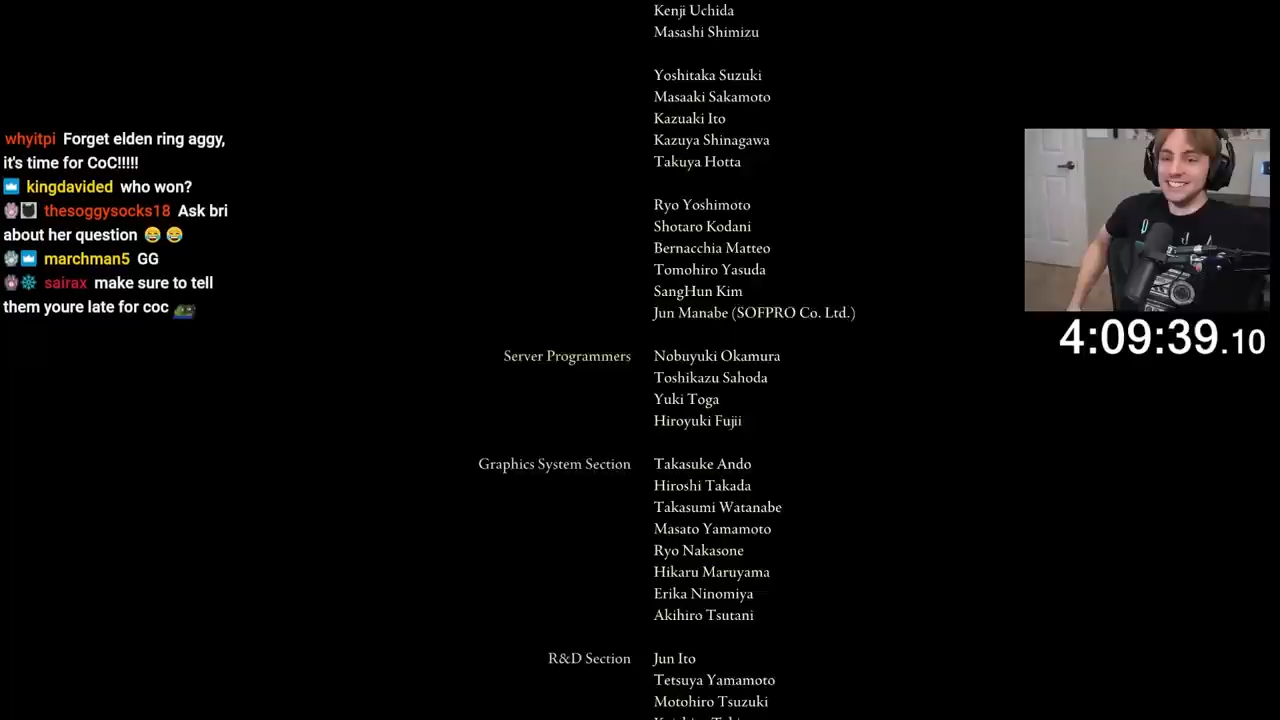 whyitpi Forget elden ring aggy,
it's time for CoC!!!!!
kingdavided who won?
thesoggysocks18 Ask bri
about her question 😂 😂
marchman5 GG
sairax make sure to tell
them youre late for coc
Kenji Uchida
Masashi Shimizu
Yoshitaka Suzuki
Masaaki Sakamoto
Kazuaki Ito
Kazuya Shinagawa
Takuya Hotta
Ryo Yoshimoto
Shotaro Kodani
Bernacchia Matteo
Tomohiro Yasuda
SangHun Kim
Jun Manabe (SOFPRO Co. Ltd.)
Server Programmers Nobuyuki Okamura
Toshikazu Sahoda
Yuki Toga
Hiroyuki Fujii
Graphics System Section Takasuke Ando
Hiroshi Takada
Takasumi Watanabe
Masato Yamamoto
Ryo Nakasone
Hikaru Maruyama
Erika Ninomiya
Akihiro Tsutani
R&D Section Jun Ito
Tetsuya Yamamoto
Motohiro Tsuzuki
4:09:39.10